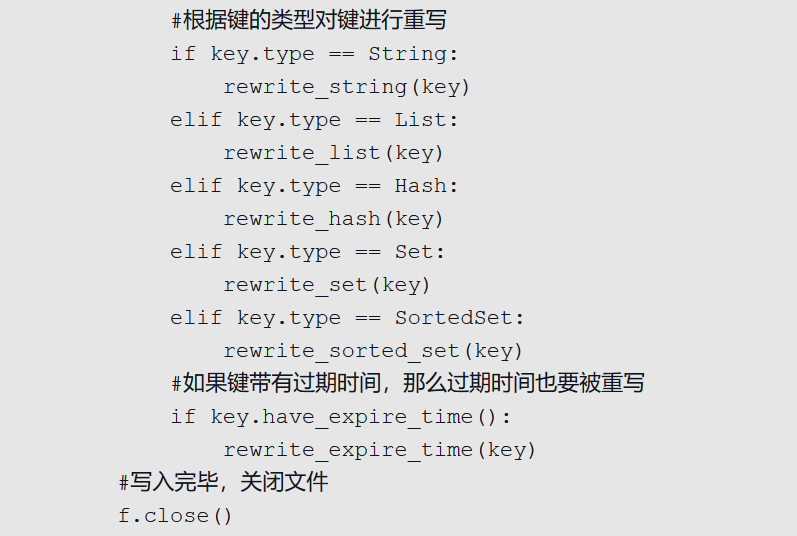 #根据键的类型对键进行重写
if key.type == String:
rewrite_string(key)
elif key.type == List:
rewrite_list(key)
elif key.type == Hash:
rewrite_hash(key)
elif key.type == Set:
rewrite_set(key)
elif key.type == SortedSet:
rewrite_sorted_set(key)
#如果键带有过期时间，那么过期时间也要被重写
if key.have_expire_time():
rewrite_expire_time(key)
#写入完毕，关闭文件
f.close()